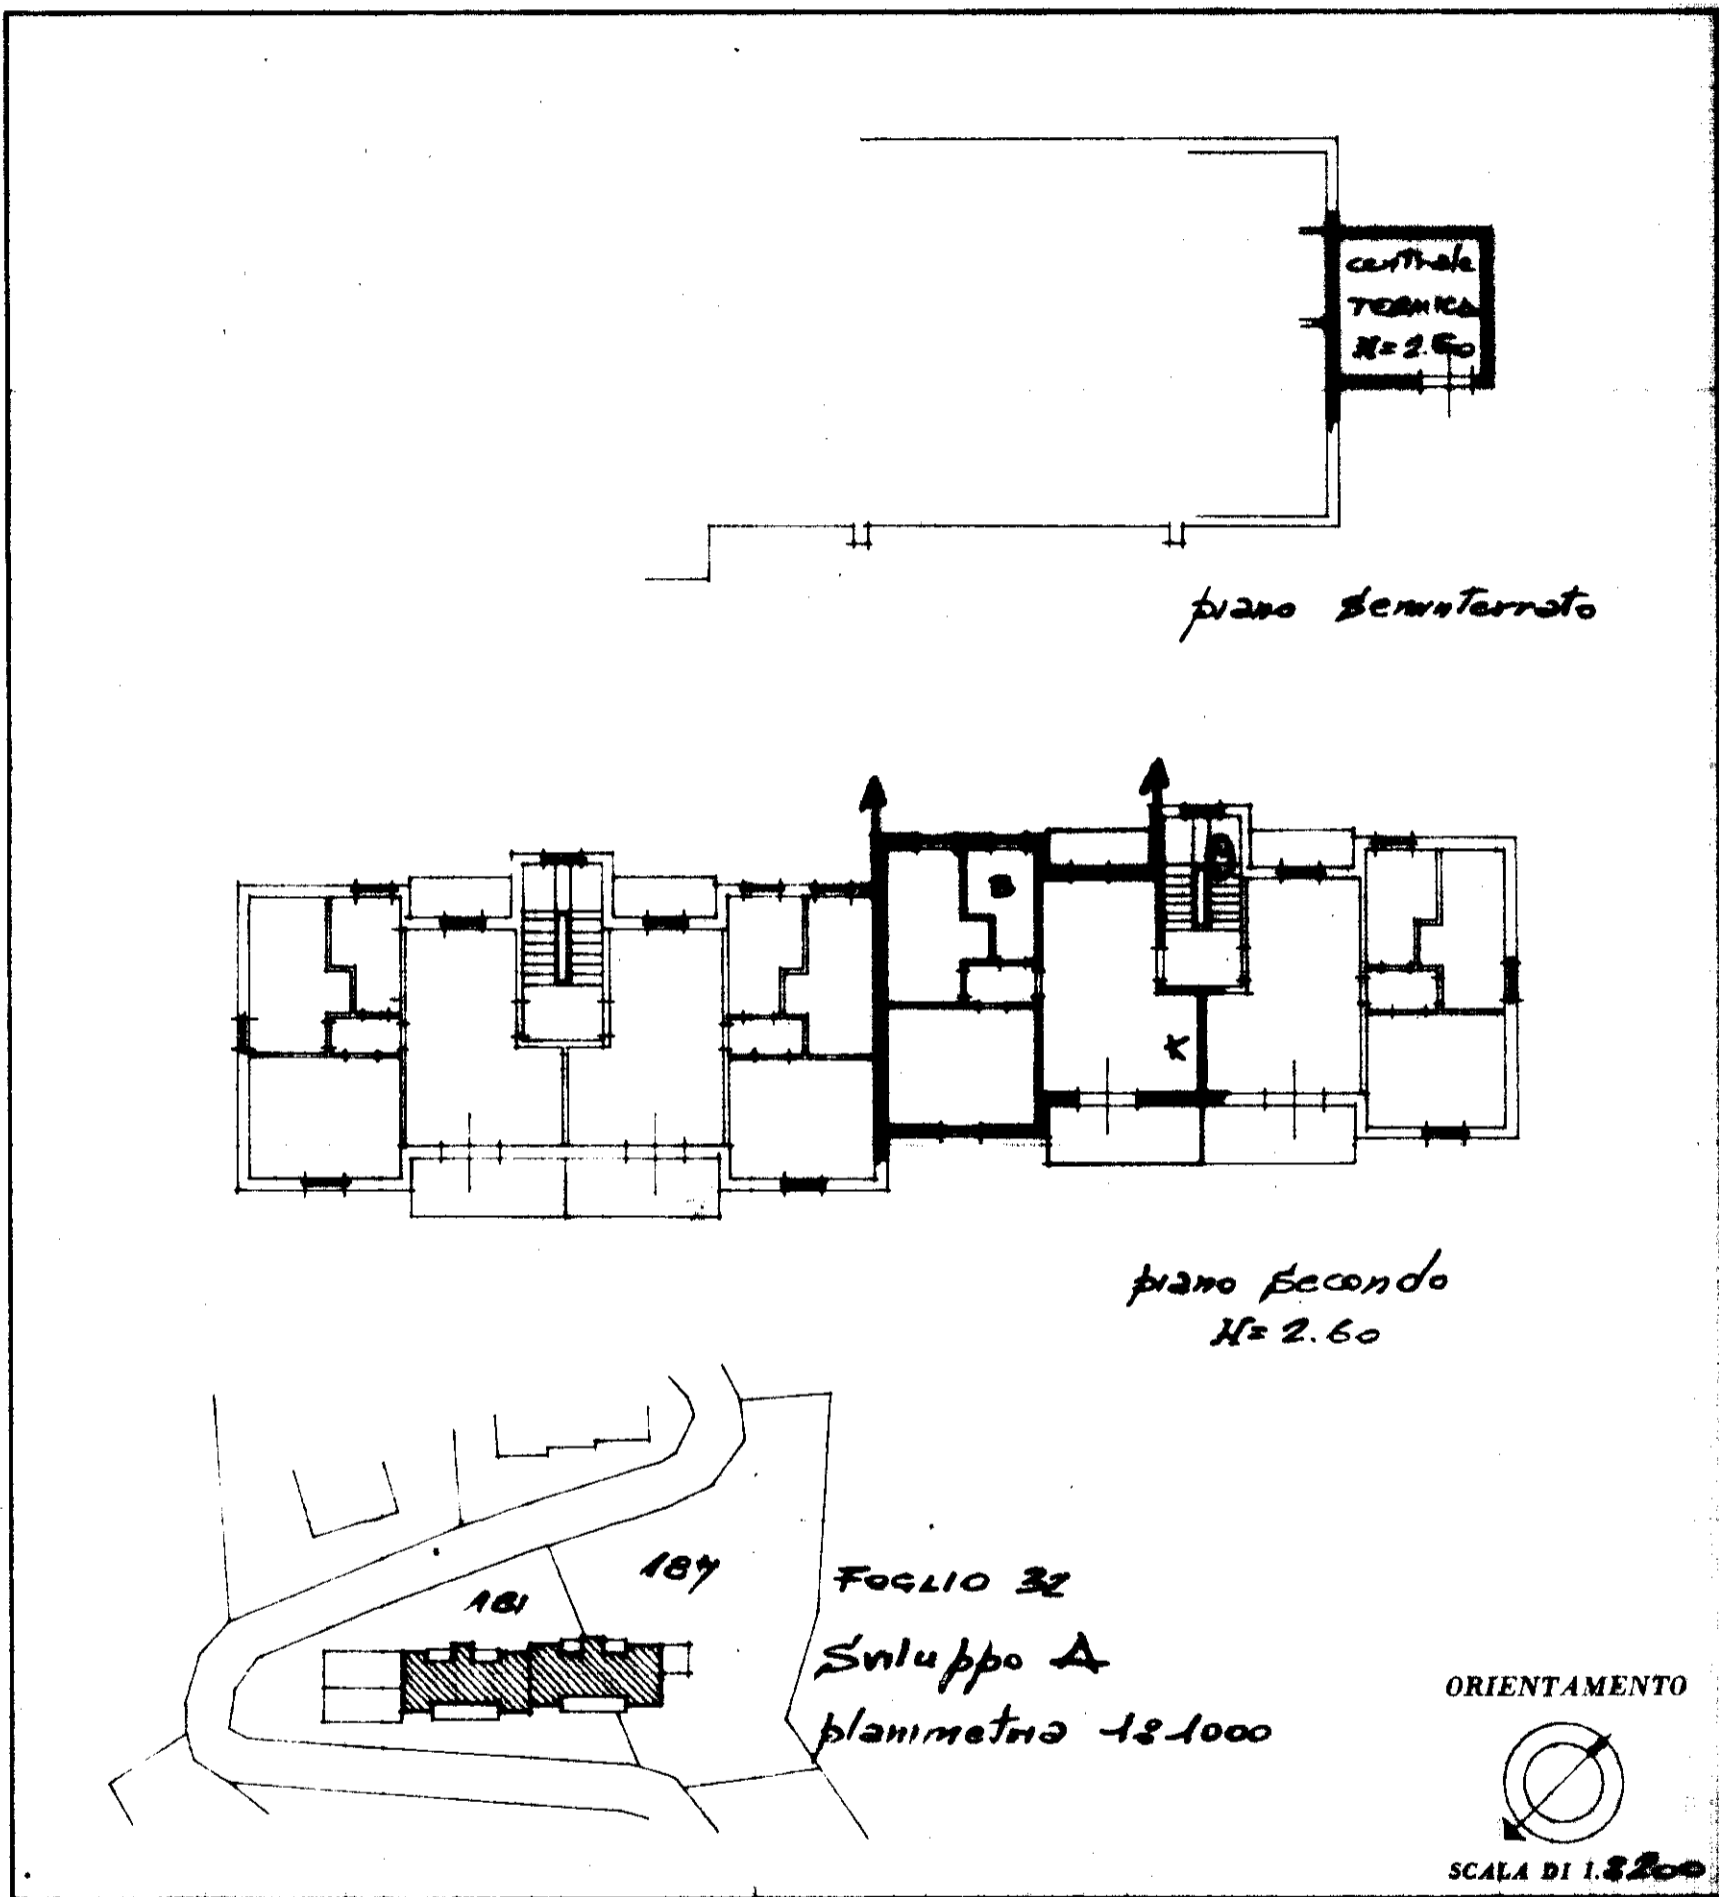 centrale
TERMICA
H=2.60
piano seminterrato
B
K
piano secondo
H=2.60
187
181
FOGLIO 32
Sviluppo A
planimetria 1:1000
ORIENTAMENTO
SCALA DI 1:200